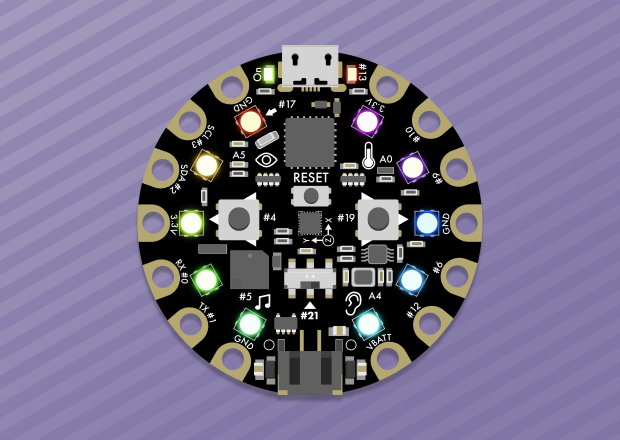 On
#13
GND
#17
3.3V
SCL #3
#10
A5
A0
SDA #2
#9
RESET
3.3V
#4
#19
GND
X
Y
Z
RX #0
#6
#5
A4
TX #1
#21
#12
GND
VBATT